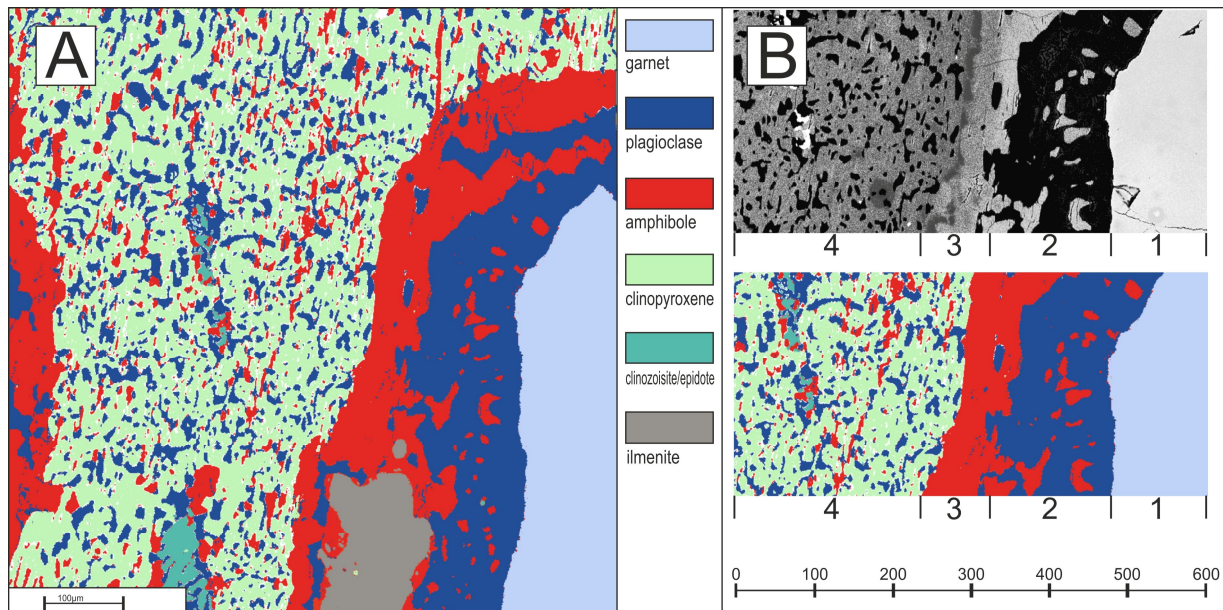 A
garnet
plagioclase
amphibole
clinopyroxene
clinozoisite/epidote
ilmenite
100µm
B
4 3 2 1
4 3 2 1
0 100 200 300 400 500 600